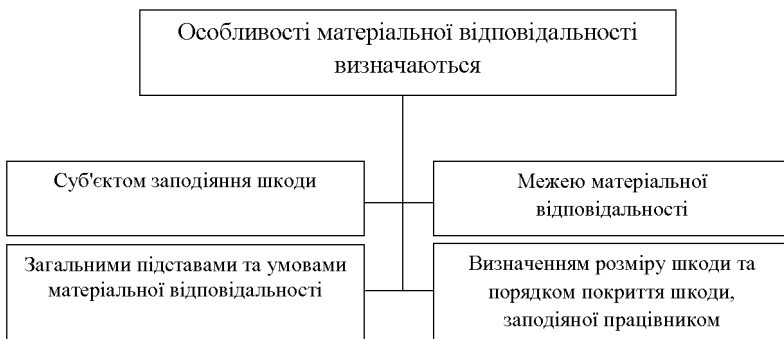 Особливості матеріальної відповідальності
визначаються
Суб'єктом заподіяння шкоди
Межею матеріальної
відповідальності
Загальними підставами та умовами
матеріальної відповідальності
Визначенням розміру шкоди та
порядком покриття шкоди,
заподіяної працівником